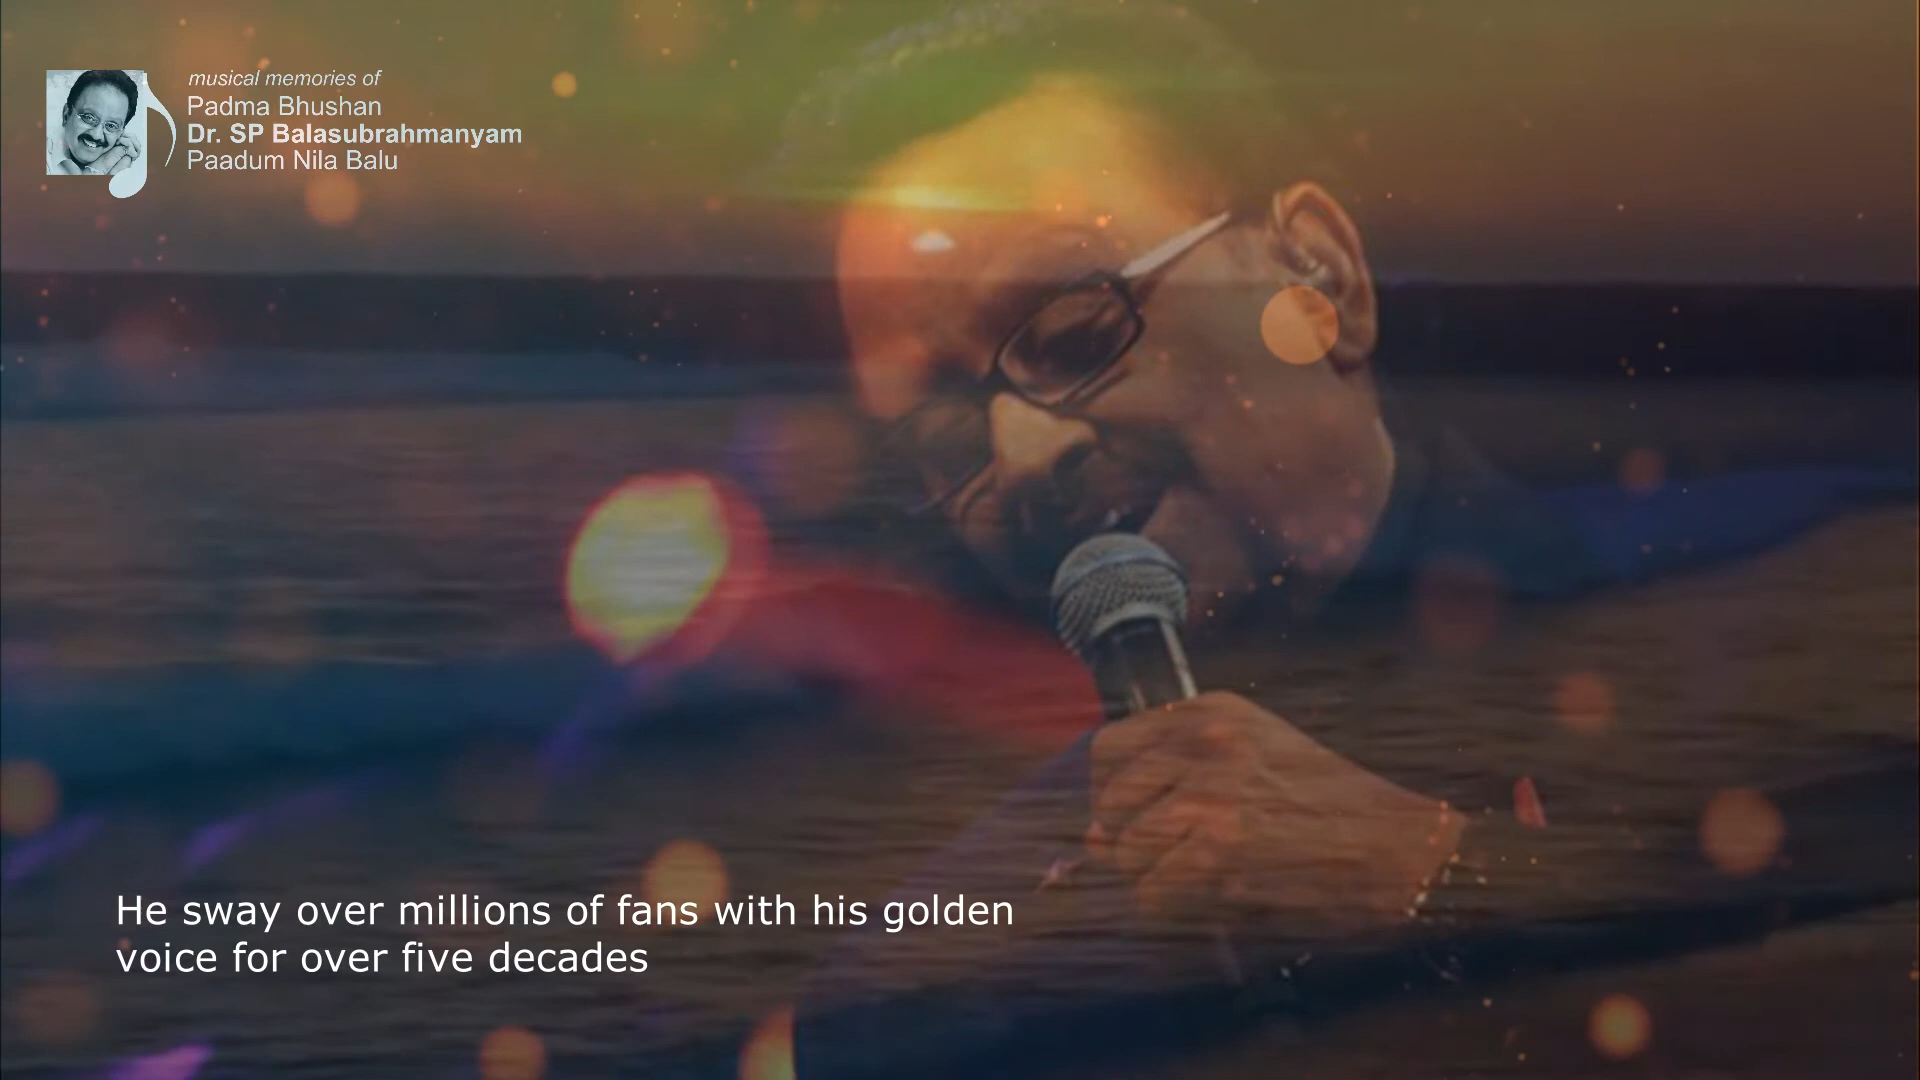 musical memories of
Padma Bhushan
Dr. SP Balasubrahmanyam
Paadum Nila Balu
He sway over millions of fans with his golden
voice for over five decades